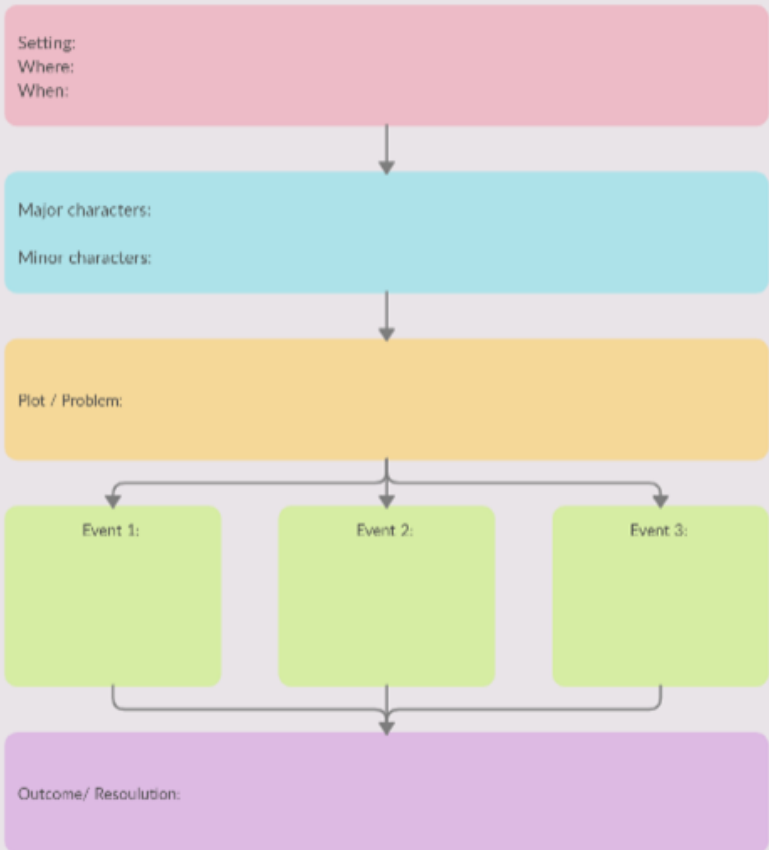 Setting:
Where:
When:
Major characters:
Minor characters:
Plot / Problem:
Event 1:
Event 2:
Event 3:
Outcome/ Resoulution: